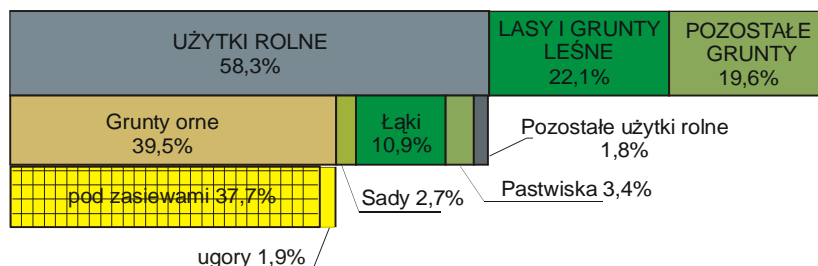 UŻYTKI ROLNE
58,3%
LASY I GRUNTY
LEŚNE
22,1%
POZOSTAŁE
GRUNTY
19,6%
Grunty orne
39,5%
Łąki
10,9%
Pozostałe użytki rolne
1,8%
pod zasiewami 37,7%
Sady 2,7%
Pastwiska 3,4%
ugory 1,9%